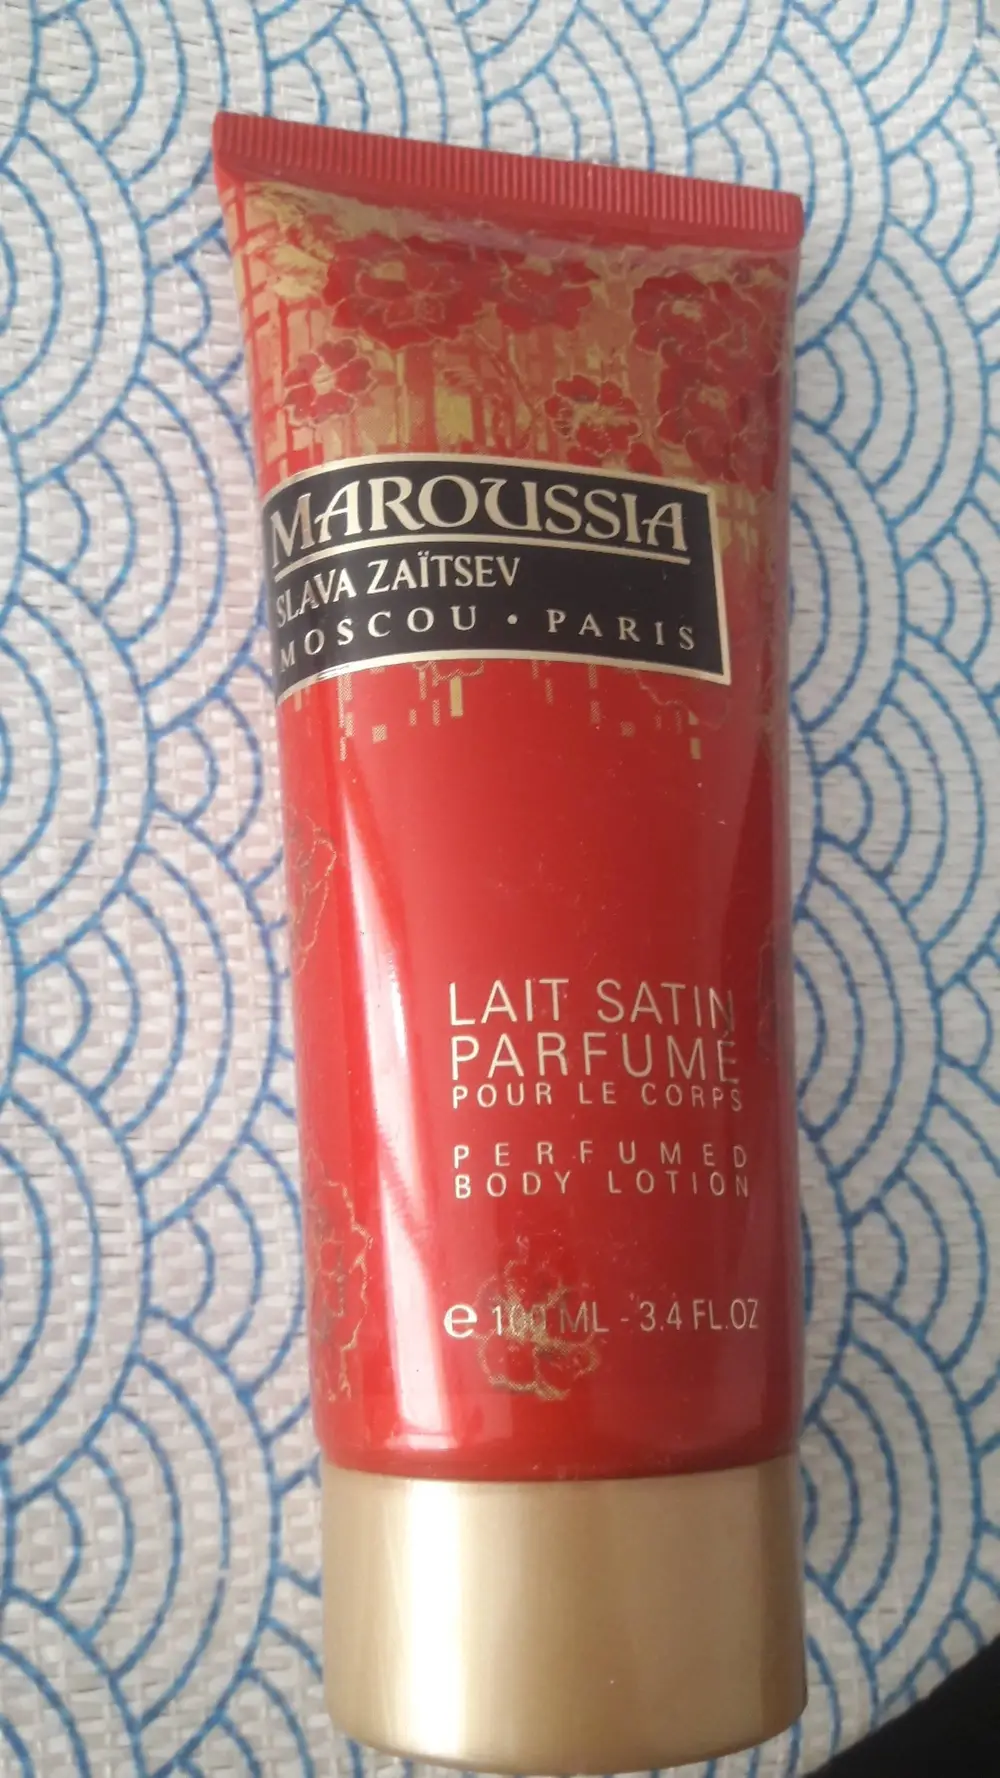 MAROUSSIA
SLAVA ZAÏTSEV
MOSCOU • PARIS
LAIT SATIN
PARFUMÉ
POUR LE CORPS
PERFUMED
BODY LOTION
e 100 ML - 3.4 FL.OZ